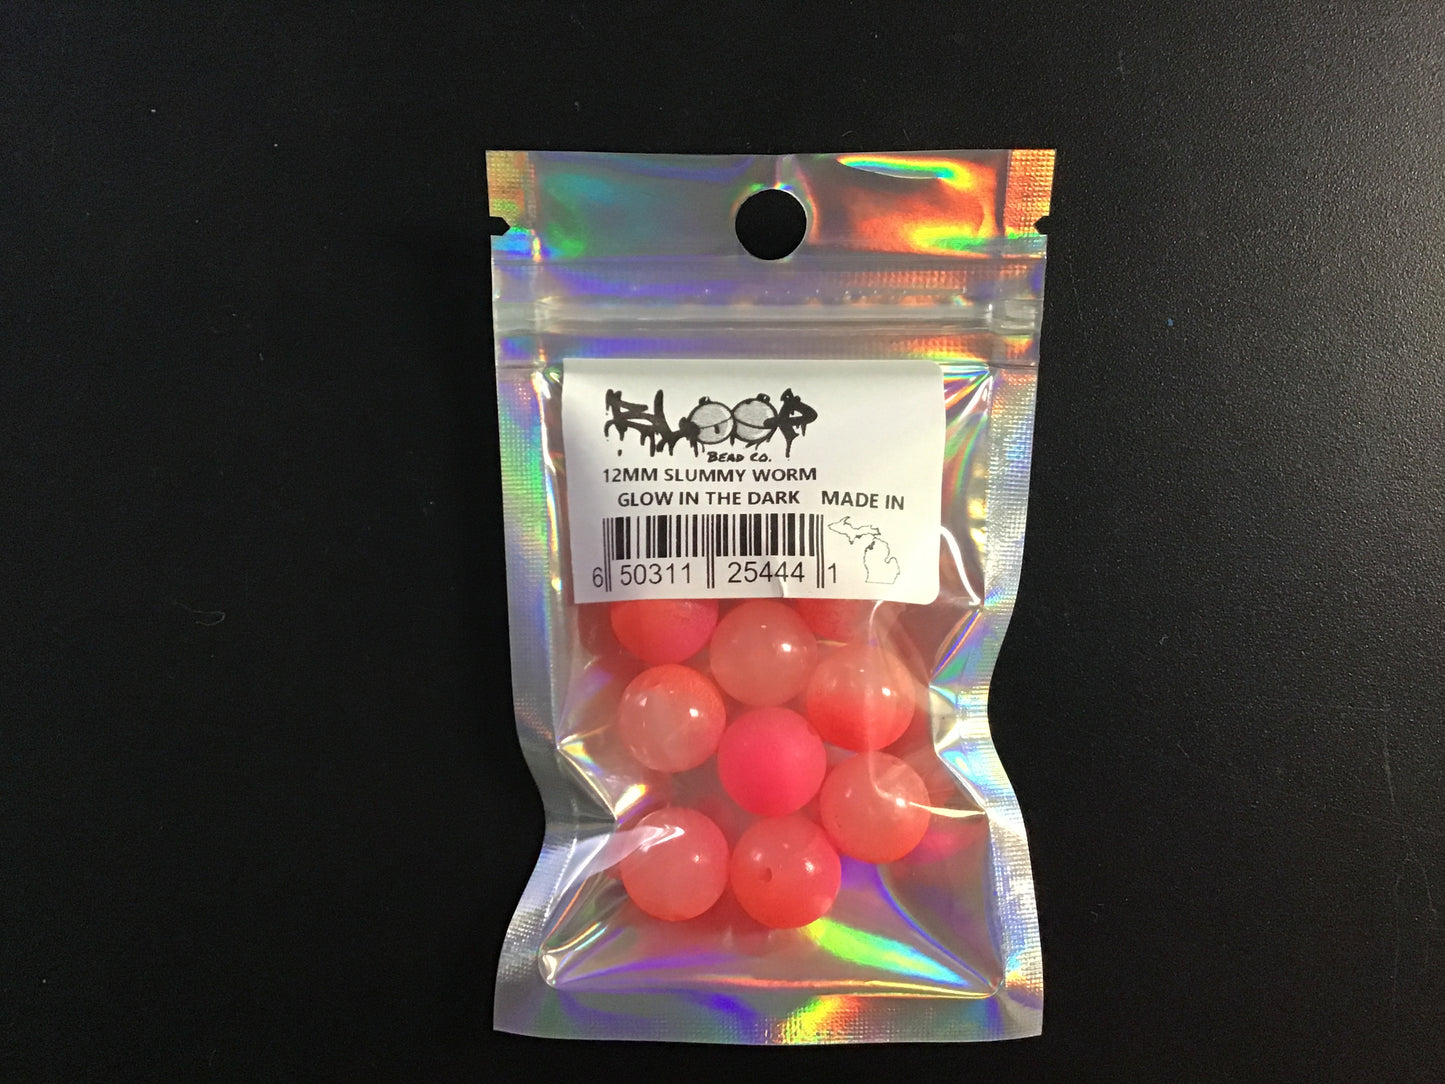 BLOOP
BEAD CO.
12MM SLUMMY WORM
GLOW IN THE DARK MADE IN
6 50311 25444 1